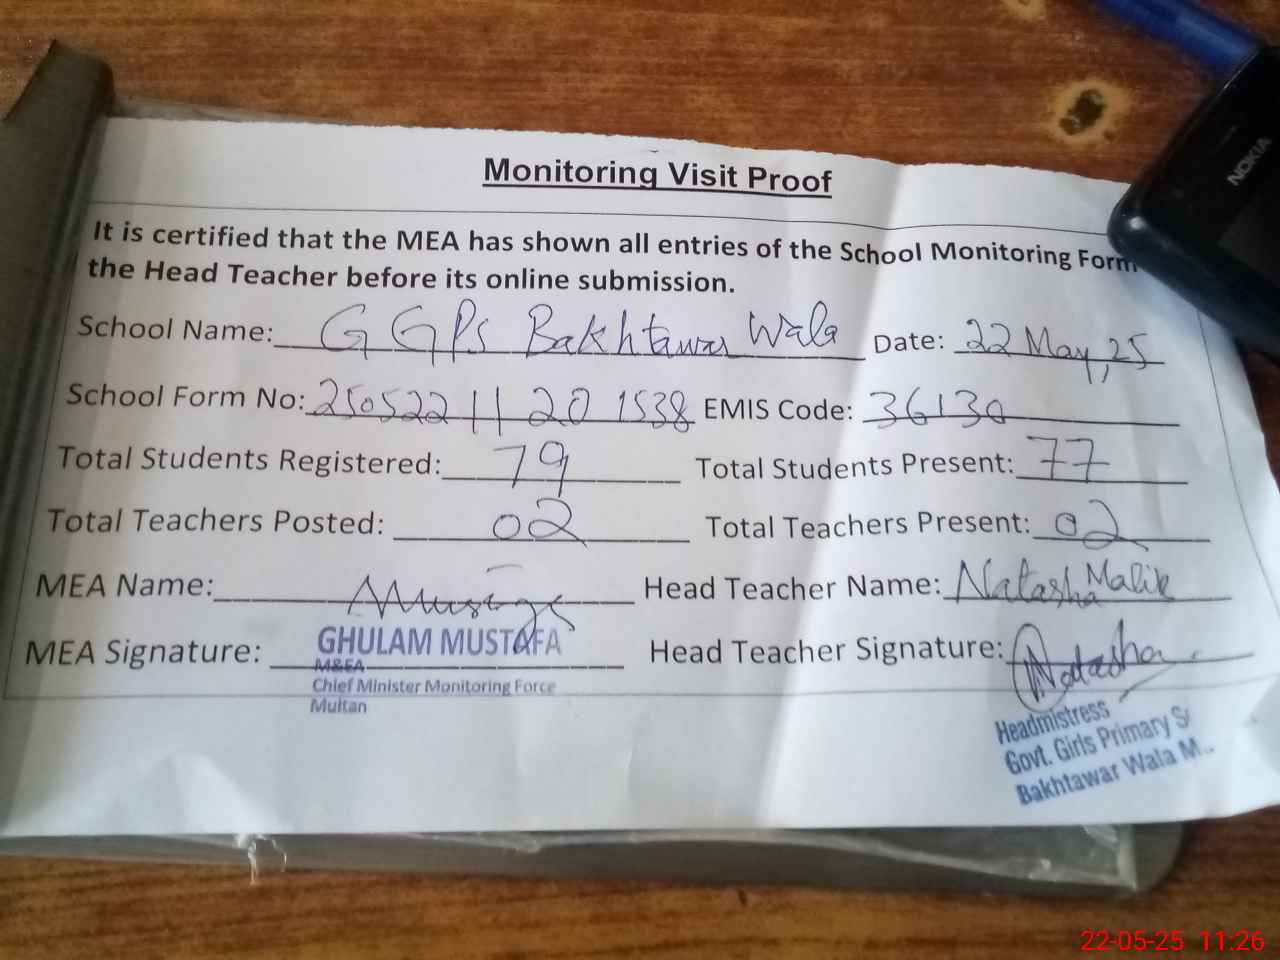 NOKIA
Monitoring Visit Proof
It is certified that the MEA has shown all entries of the School Monitoring Form
the Head Teacher before its online submission.
School Name: GGPS Bakhtawar Wala Date: 22 May, 25
School Form No: 25052211201538 EMIS Code: 36130
Total Students Registered: 79 Total Students Present: 77
Total Teachers Posted: 02 Total Teachers Present: 02
MEA Name: Head Teacher Name: Natasha Malik
MEA Signature: Head Teacher Signature: Natasha
GHULAM MUSTAFA
M&EA
Chief Minister Monitoring Force
Multan
Headmistress
Govt. Girls Primary S
Bakhtawar Wala M
22-05-25 11:26